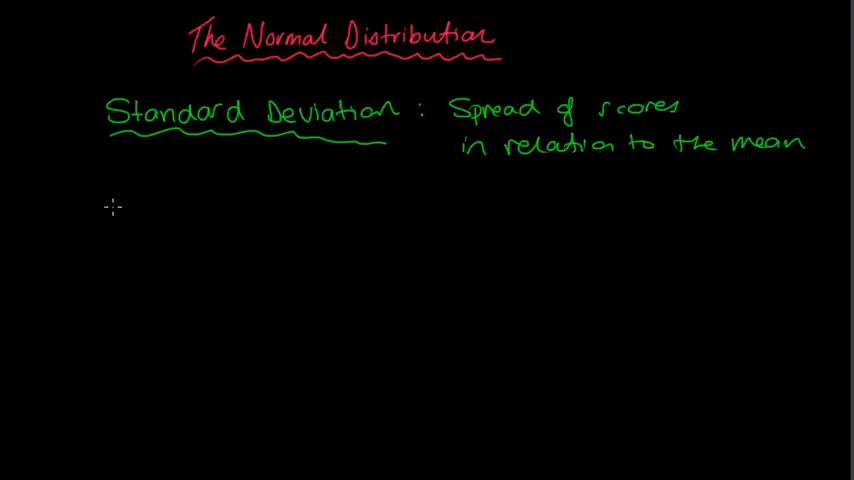 The Normal Distribution
Standard Deviation : Spread of scores
in relation to the mean